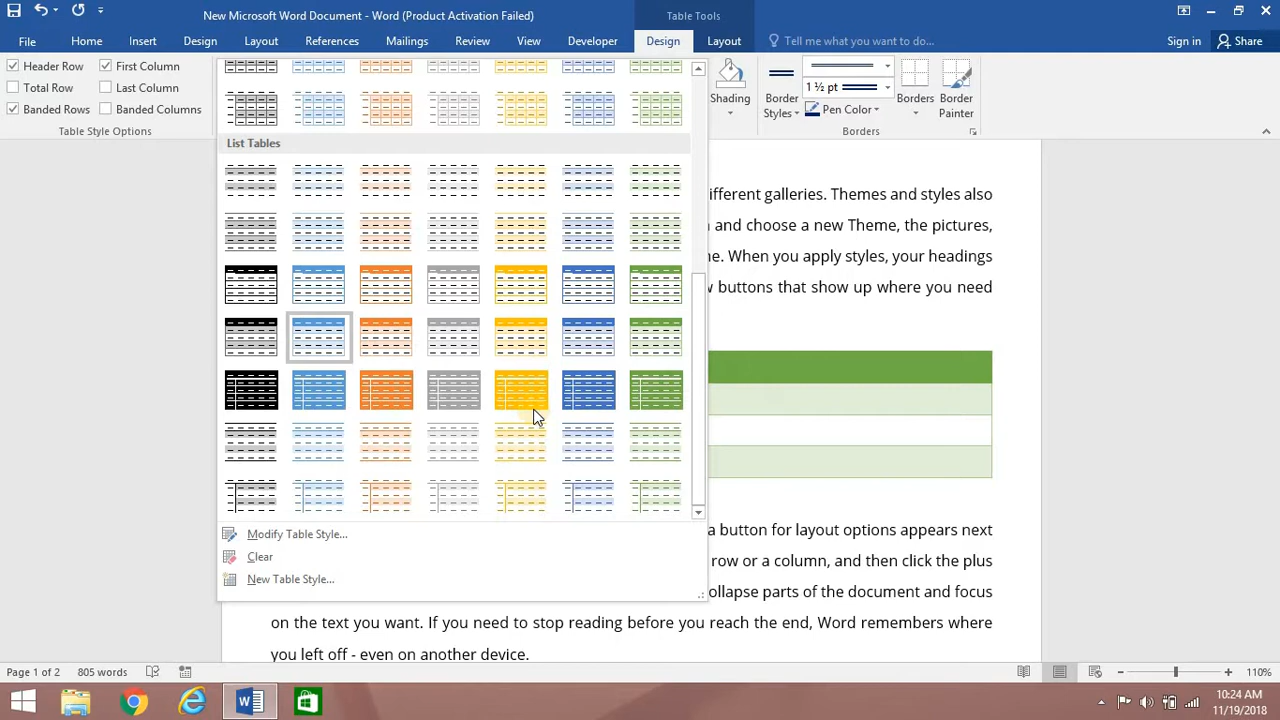 New Microsoft Word Document - Word (Product Activation Failed)
Table Tools
File Home Insert Design Layout References Mailings Review View Developer Design Layout Tell me what you want to do... Sign in Share
Header Row First Column
Total Row Last Column
Banded Rows Banded Columns
Table Style Options
Shading
Border Styles
1 ½ pt
Pen Color
Borders
Border Painter
Borders
List Tables
Modify Table Style...
Clear
New Table Style...
ifferent galleries. Themes and styles also
and choose a new Theme, the pictures,
ne. When you apply styles, your headings
w buttons that show up where you need
a button for layout options appears next
row or a column, and then click the plus
ollapse parts of the document and focus
on the text you want. If you need to stop reading before you reach the end, Word remembers where
you left off - even on another device.
Page 1 of 2 805 words 110%
10:24 AM
11/19/2018